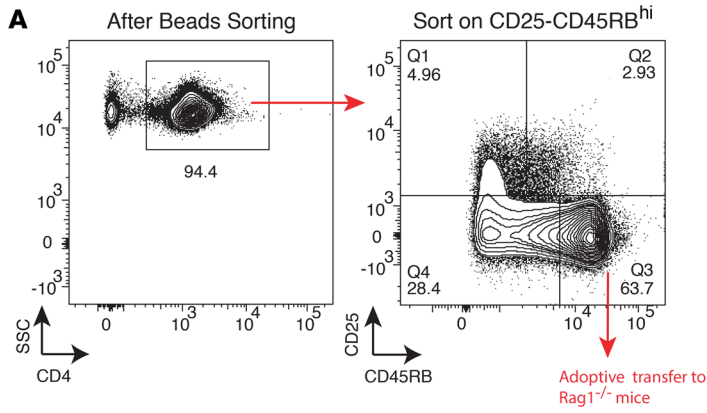 A
After Beads Sorting
Sort on CD25-CD45RB^hi
10^5
10^4
10^3
0
-10^3
94.4
0
10^3
10^4
10^5
SSC
CD4
10^5
10^4
10^3
0
-10^3
Q1
4.96
Q2
2.93
Q4
28.4
Q3
63.7
0
10^4
10^5
CD25
CD45RB
Adoptive transfer to
Rag1^-/- mice